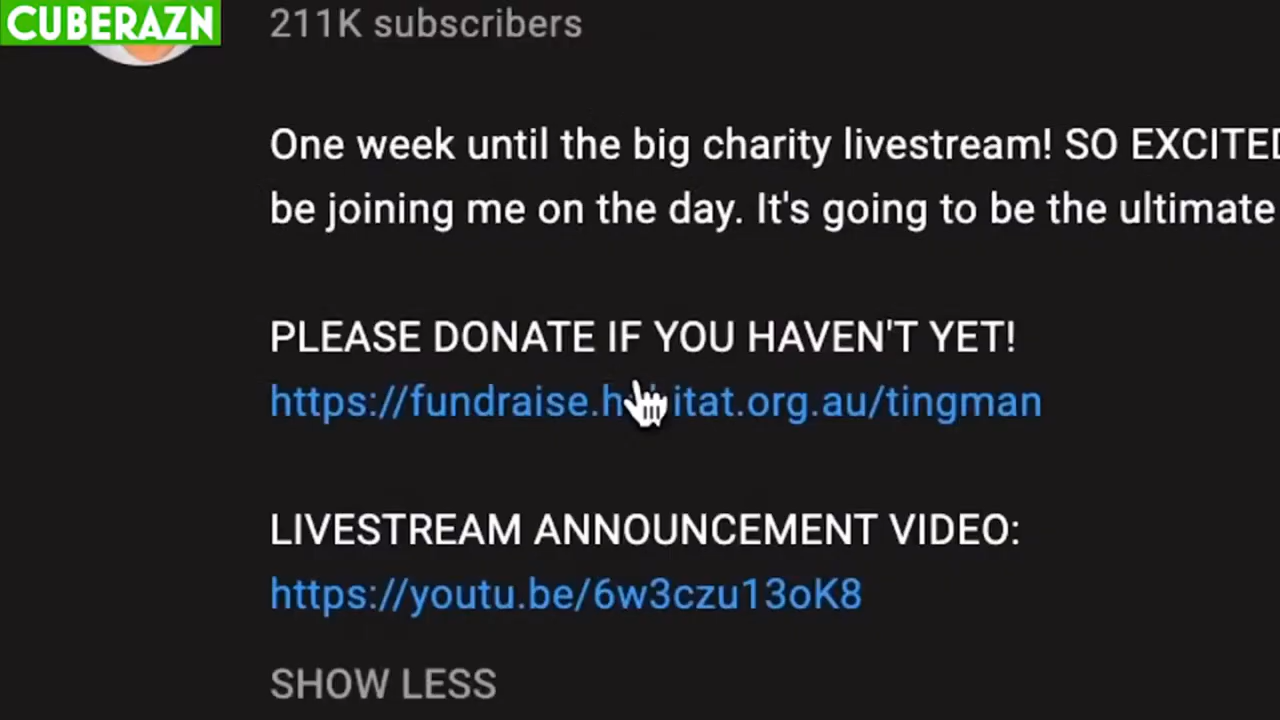 CUBERAZN
211K subscribers
One week until the big charity livestream! SO EXCITED
be joining me on the day. It's going to be the ultimate
PLEASE DONATE IF YOU HAVEN'T YET!
https://fundraise.h itat.org.au/tingman
LIVESTREAM ANNOUNCEMENT VIDEO:
https://youtu.be/6w3czu13oK8
SHOW LESS